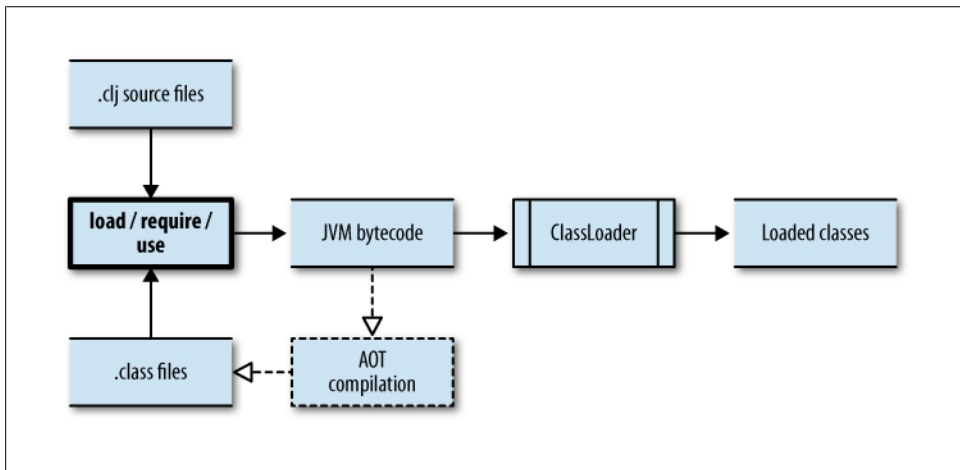 .clj source files
load / require /
use
JVM bytecode
ClassLoader
Loaded classes
.class files
AOT
compilation